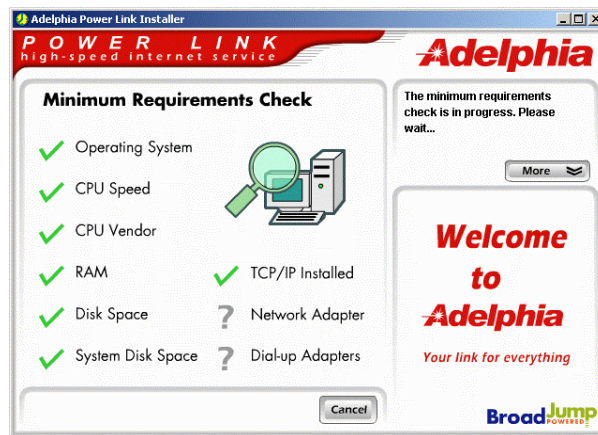 Adelphia Power Link Installer
POWER LINK
high-speed internet service
Adelphia
Minimum Requirements Check
Operating System
CPU Speed
CPU Vendor
RAM
Disk Space
System Disk Space
TCP/IP Installed
? Network Adapter
? Dial-up Adapters
Cancel
The minimum requirements
check is in progress. Please
wait...
More
Welcome
to
Adelphia
Your link for everything
BroadJump
POWERED